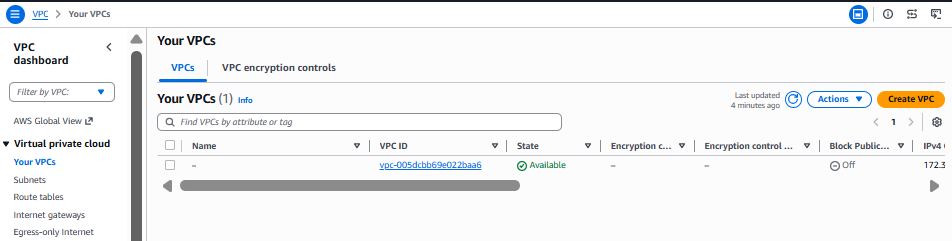 VPC > Your VPCs
VPC dashboard
Filter by VPC:
AWS Global View
Virtual private cloud
Your VPCs
Subnets
Route tables
Internet gateways
Egress-only Internet
Your VPCs
VPCs VPC encryption controls
Your VPCs (1) Info
Last updated 4 minutes ago
Actions
Create VPC
Find VPCs by attribute or tag
1
Name VPC ID State Encryption c... Encryption control ... Block Public... IPv4
– vpc-005dcbb69e022baa6 Available – – Off 172.3